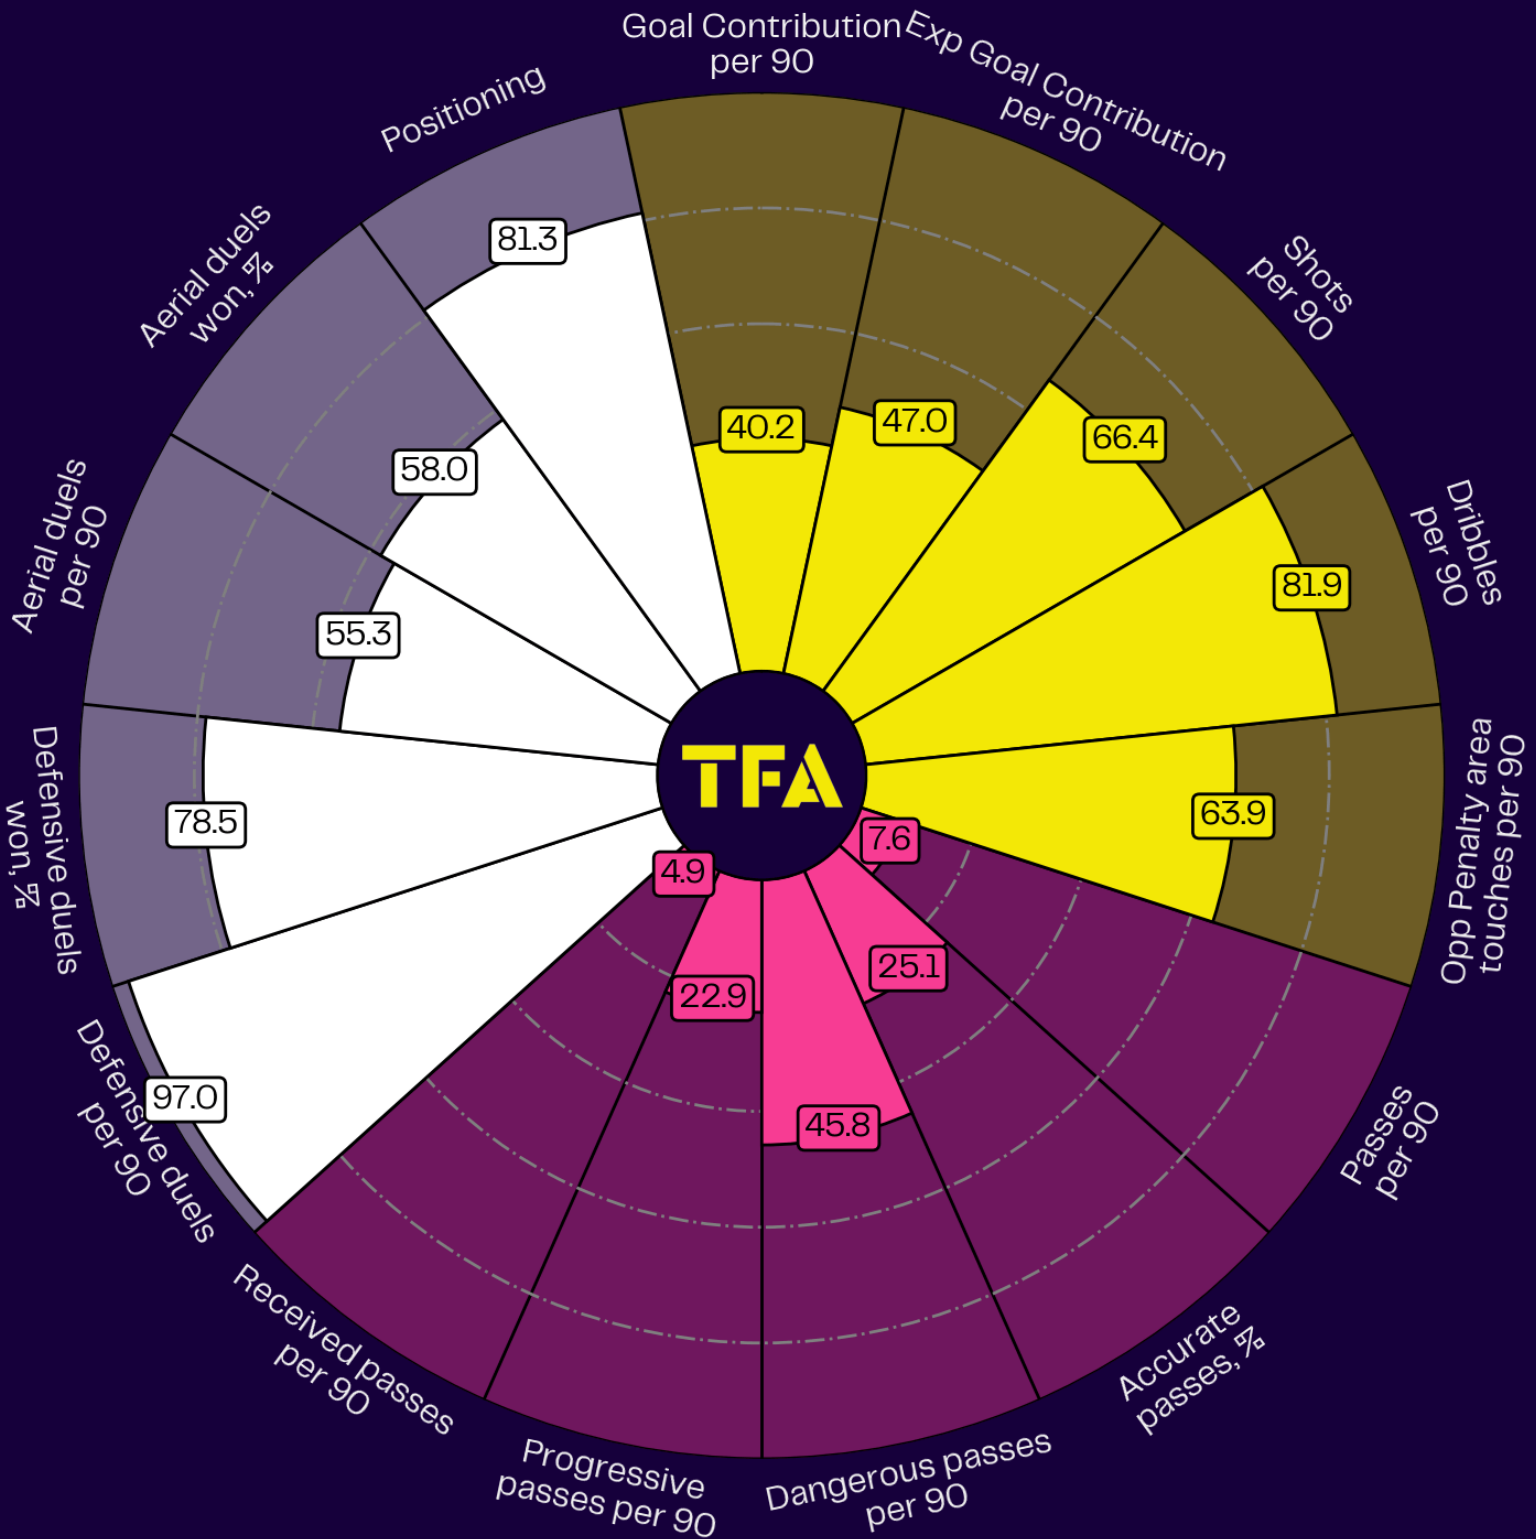 Goal Contribution
per 90
40.2
Exp Goal Contribution
per 90
47.0
Shots
per 90
66.4
Dribbles
per 90
81.9
Opp Penalty area
touches per 90
63.9
Passes
per 90
7.6
Accurate
passes, %
25.1
Dangerous passes
per 90
45.8
Progressive
passes per 90
22.9
Received passes
per 90
4.9
Defensive duels
per 90
97.0
Defensive duels
won, %
78.5
Aerial duels
per 90
55.3
Aerial duels
won, %
58.0
Positioning
81.3
TFA